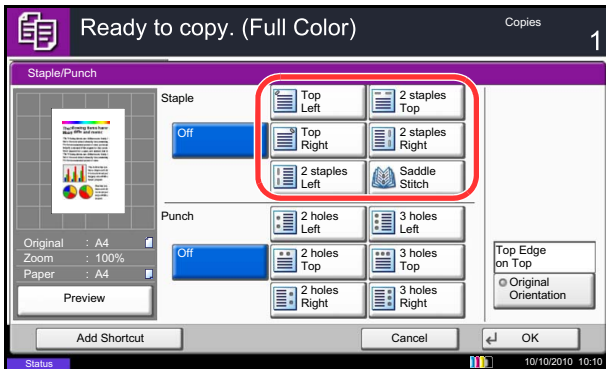 Ready to copy. (Full Color)
Copies
1
Staple/Punch
Staple
Off
Top
Left
2 staples
Top
Top
Right
2 staples
Right
2 staples
Left
Saddle
Stitch
Punch
Off
2 holes
Left
3 holes
Left
2 holes
Top
3 holes
Top
2 holes
Right
3 holes
Right
Original : A4
Zoom : 100%
Paper : A4
Preview
Top Edge
on Top
Original
Orientation
Add Shortcut
Cancel
OK
Status
10/10/2010 10:10